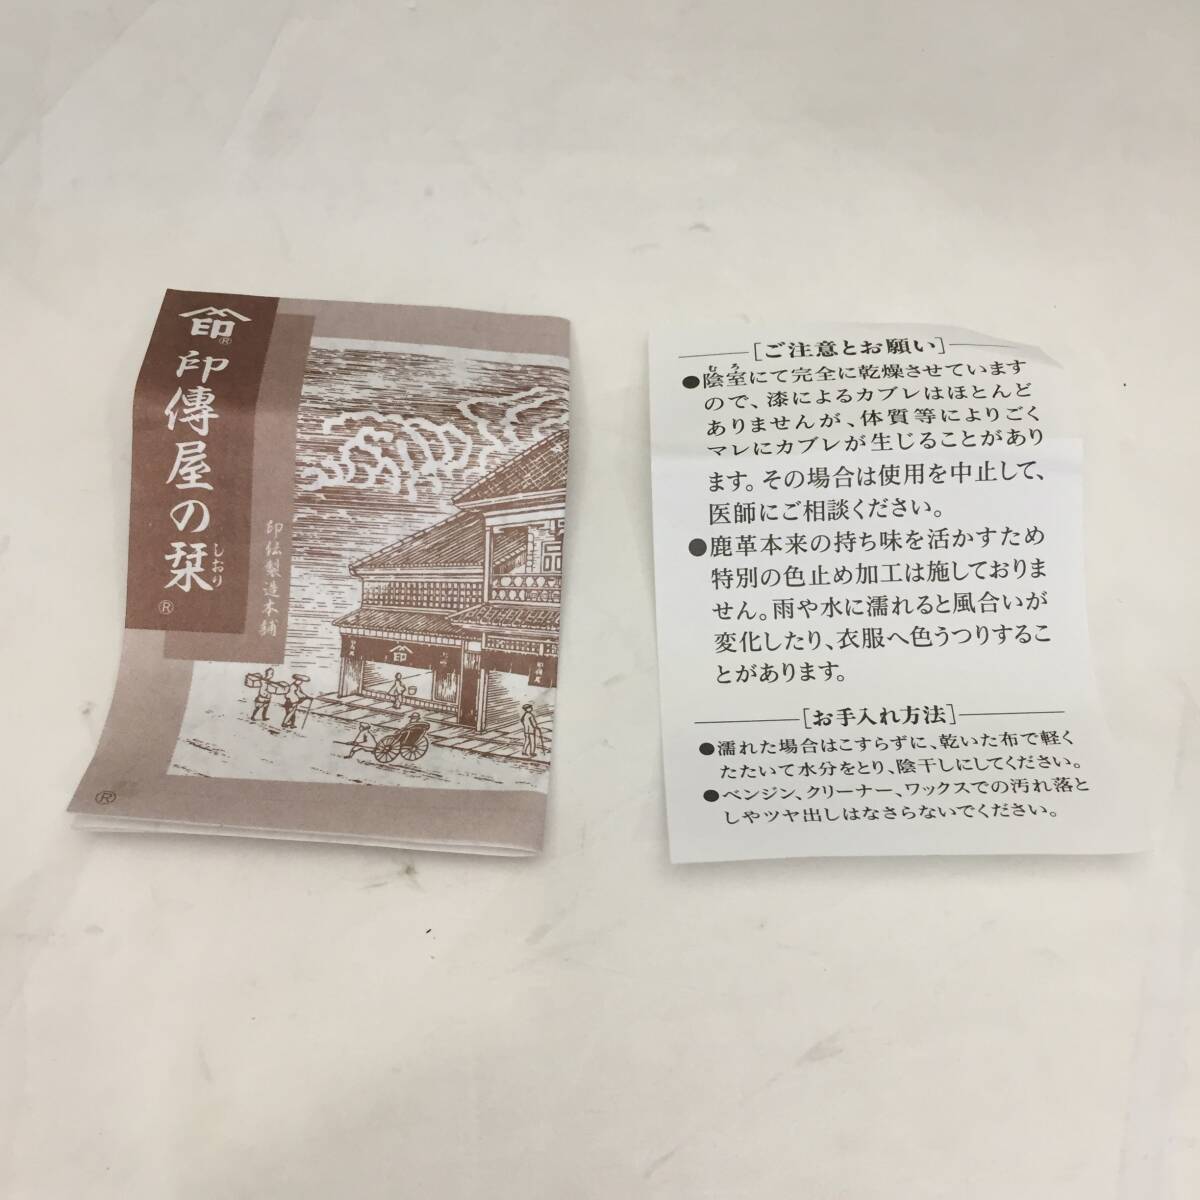 印
®
印傳屋の栞
しおり
®
印伝製造本舗
印
®
[ご注意とお願い]
むろ
●陰室にて完全に乾燥させています
ので、漆によるカブレはほとんど
ありませんが、体質等によりごく
マレにカブレが生じることがあり
ます。その場合は使用を中止して、
医師にご相談ください。
●鹿革本来の持ち味を活かすため
特別の色止め加工は施しておりま
せん。雨や水に濡れると風合いが
変化したり、衣服へ色うつりするこ
とがあります。
[お手入れ方法]
●濡れた場合はこすらずに、乾いた布で軽く
たたいて水分をとり、陰干しにしてください。
●ベンジン、クリーナー、ワックスでの汚れ落と
しやツヤ出しはなさらないでください。